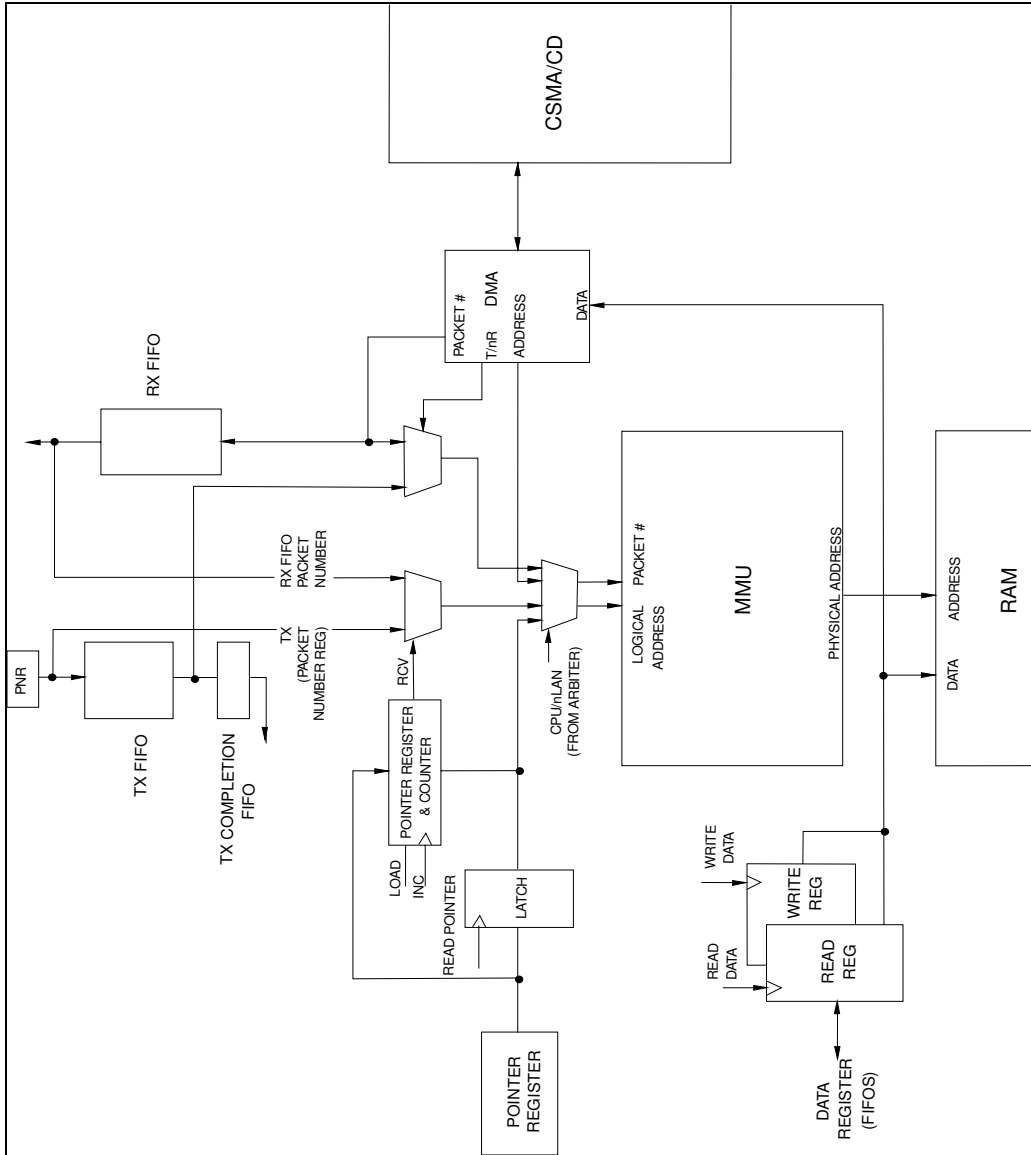 CSMA/CD
PACKET #
T/nR
DMA
ADDRESS
DATA
RX FIFO
RX FIFO
PACKET
NUMBER
TX
(PACKET
NUMBER REG)
PNR
TX FIFO
TX COMPLETION
FIFO
RCV
POINTER REGISTER
& COUNTER
LOAD
INC
CPU/nLAN
(FROM ARBITER)
PACKET #
LOGICAL
ADDRESS
MMU
PHYSICAL ADDRESS
ADDRESS
DATA
RAM
READ POINTER
LATCH
POINTER
REGISTER
WRITE
DATA
WRITE
REG
READ
DATA
READ
REG
DATA
REGISTER
(FIFOS)